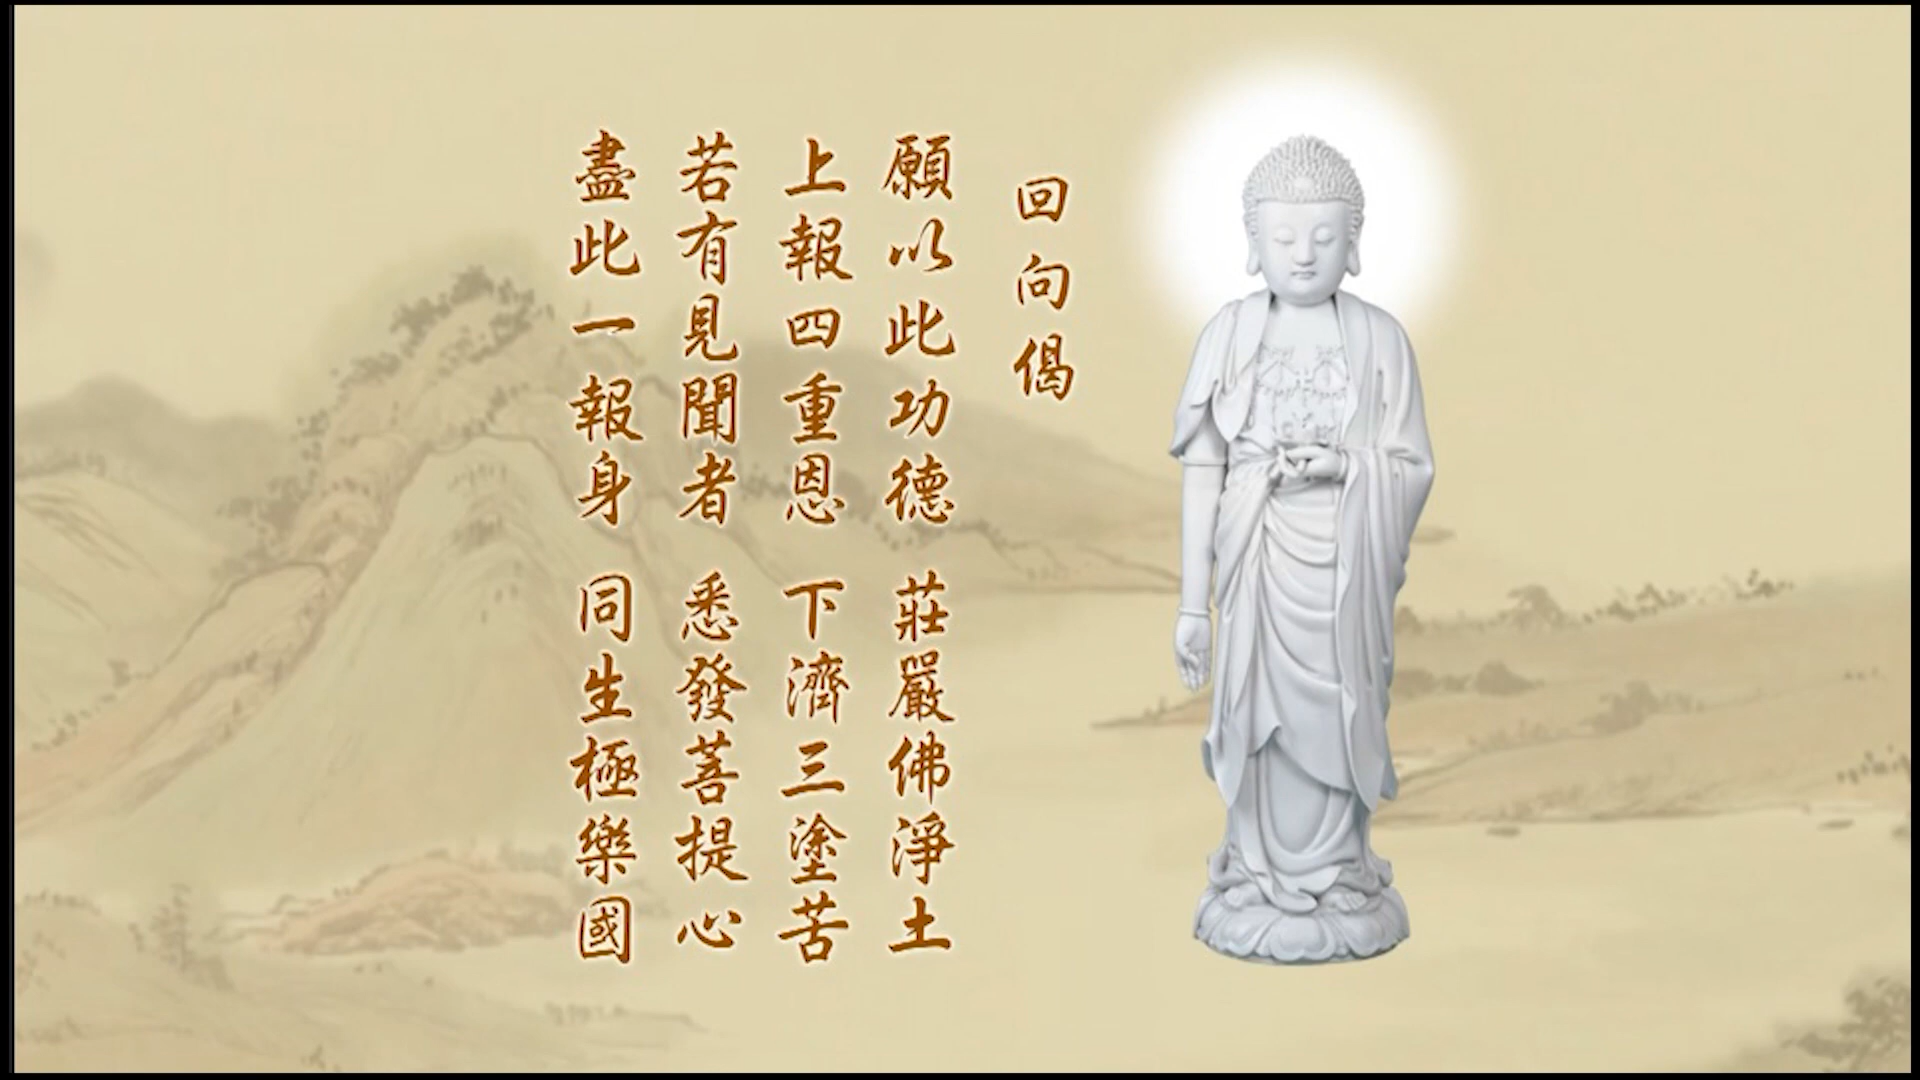 回向偈
願以此功德 莊嚴佛淨土
上報四重恩 下濟三塗苦
若有見聞者 悉發菩提心
盡此一報身 同生極樂國